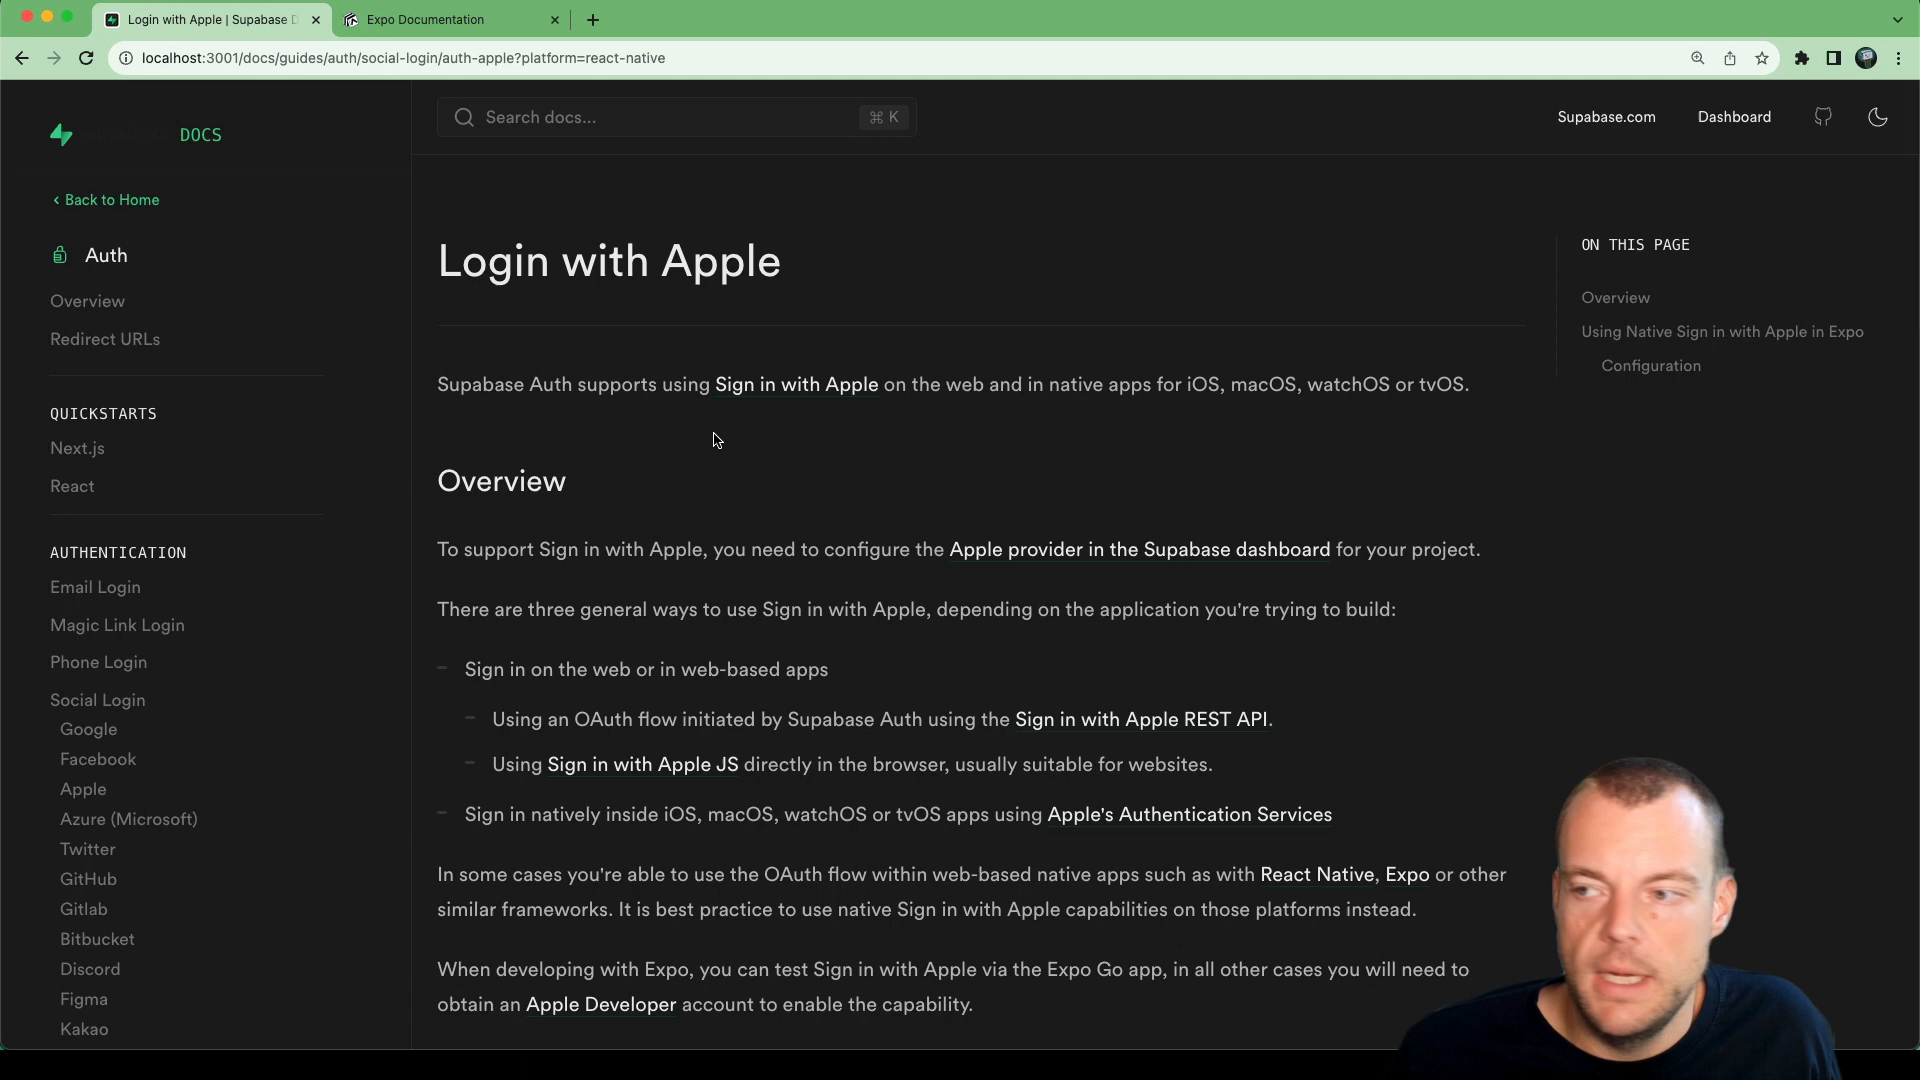 Login with Apple | Supabase D
Expo Documentation
localhost:3001/docs/guides/auth/social-login/auth-apple?platform=react-native
DOCS
Search docs...
⌘ K
Supabase.com
Dashboard
‹ Back to Home
Auth
Overview
Redirect URLs
QUICKSTARTS
Next.js
React
AUTHENTICATION
Email Login
Magic Link Login
Phone Login
Social Login
Google
Facebook
Apple
Azure (Microsoft)
Twitter
GitHub
Gitlab
Bitbucket
Discord
Figma
Kakao
Login with Apple
Supabase Auth supports using Sign in with Apple on the web and in native apps for iOS, macOS, watchOS or tvOS.
Overview
To support Sign in with Apple, you need to configure the Apple provider in the Supabase dashboard for your project.
There are three general ways to use Sign in with Apple, depending on the application you're trying to build:
Sign in on the web or in web-based apps
Using an OAuth flow initiated by Supabase Auth using the Sign in with Apple REST API.
Using Sign in with Apple JS directly in the browser, usually suitable for websites.
Sign in natively inside iOS, macOS, watchOS or tvOS apps using Apple's Authentication Services
In some cases you're able to use the OAuth flow within web-based native apps such as with React Native, Expo or other
similar frameworks. It is best practice to use native Sign in with Apple capabilities on those platforms instead.
When developing with Expo, you can test Sign in with Apple via the Expo Go app, in all other cases you will need to
obtain an Apple Developer account to enable the capability.
ON THIS PAGE
Overview
Using Native Sign in with Apple in Expo
Configuration